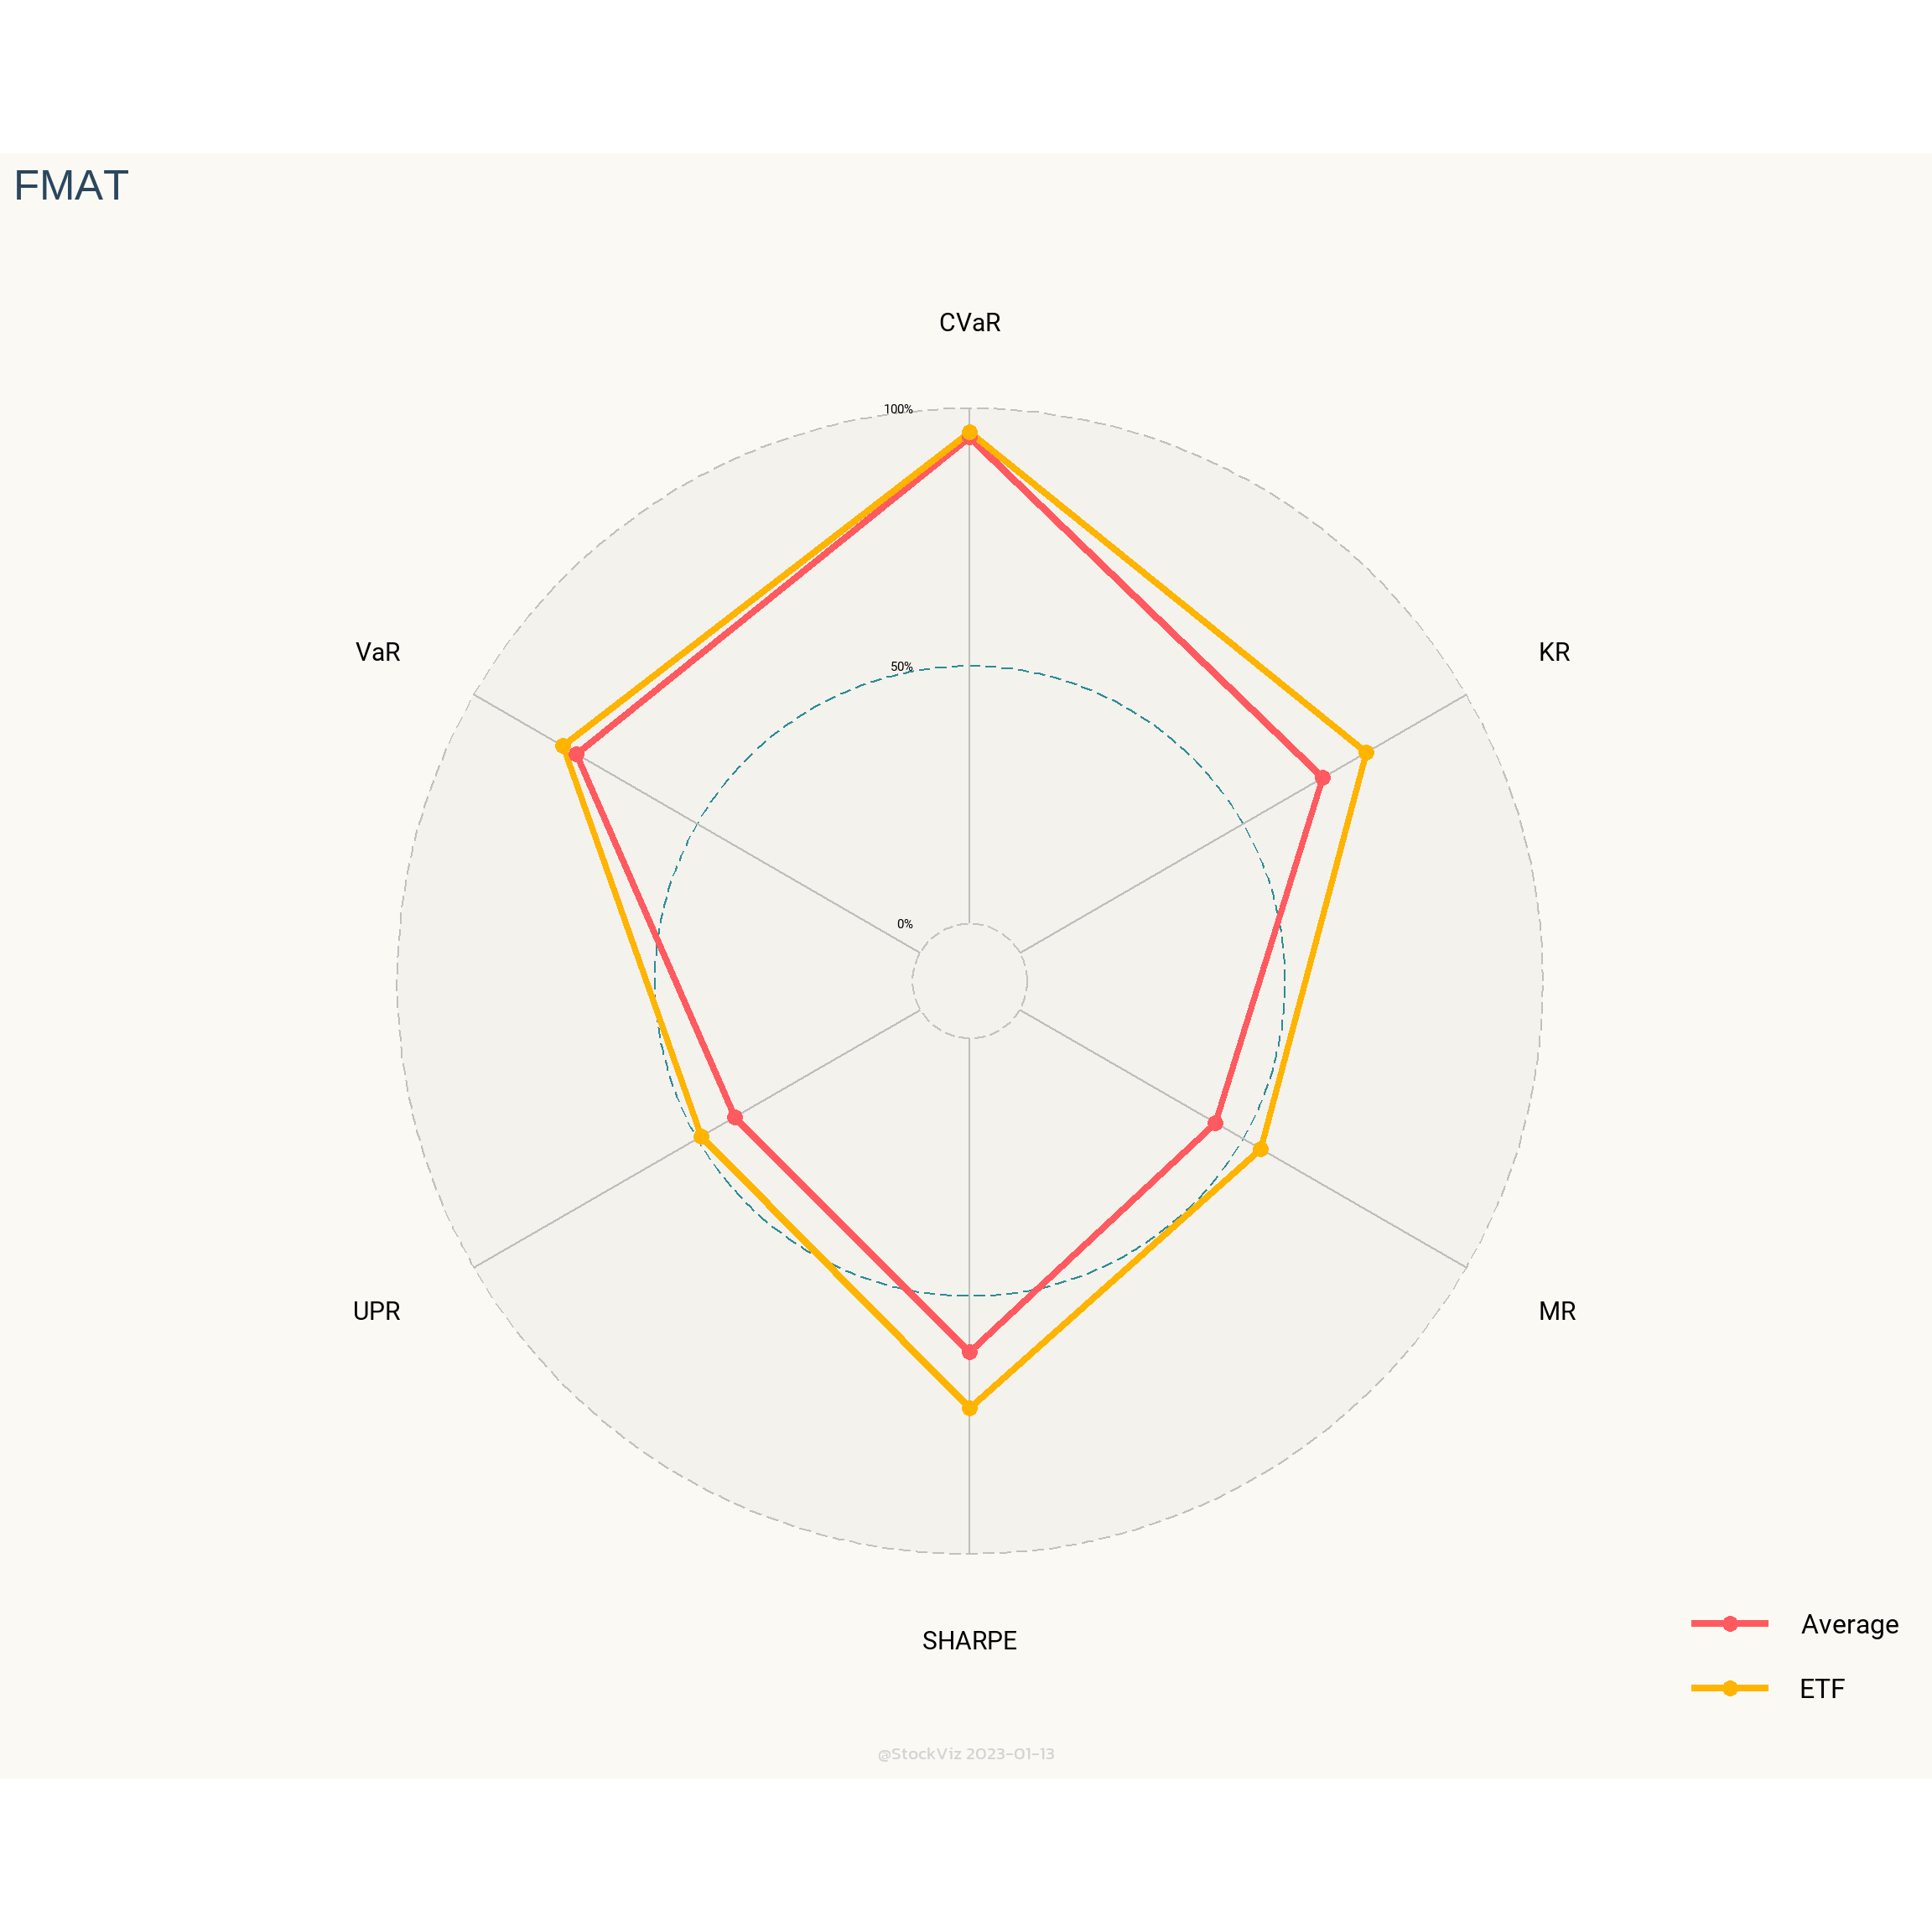 FMAT
CVaR
100%
VaR
KR
50%
0%
UPR
MR
SHARPE
Average
ETF
@StockViz 2023-01-13